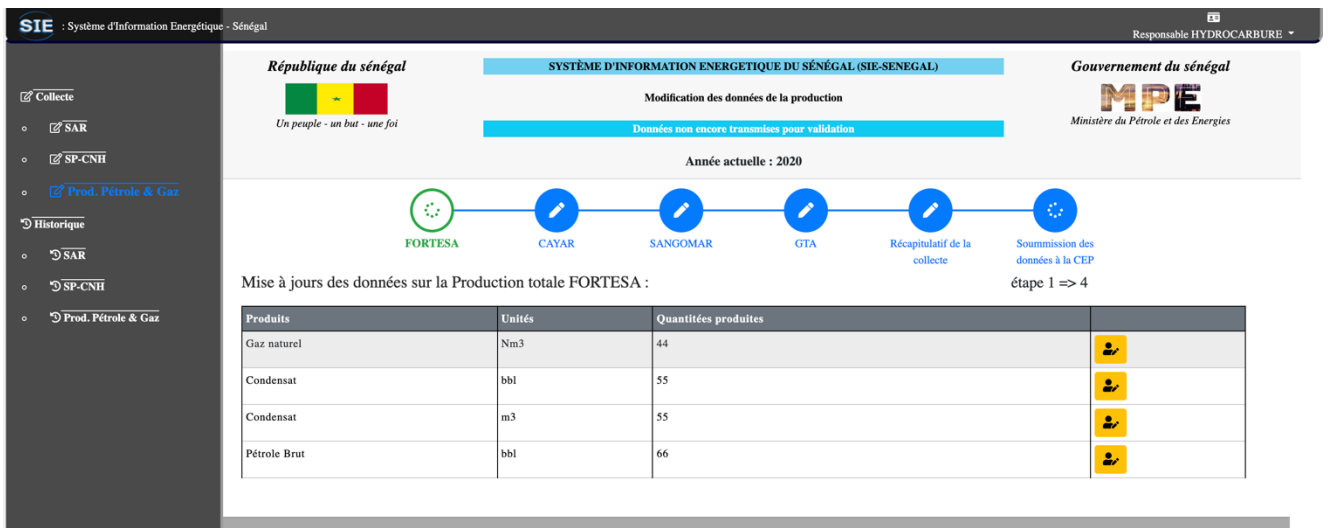 SIE : Système d'Information Energétique - Sénégal
Responsable HYDROCARBURE
Collecte
SAR
SP-CNH
Prod. Pétrole & Gaz
Historique
SAR
SP-CNH
Prod. Pétrole & Gaz
République du sénégal
Un peuple - un but - une foi
SYSTÈME D'INFORMATION ENERGETIQUE DU SÉNÉGAL (SIE-SENEGAL)
Modification des données de la production
Données non encore transmises pour validation
Année actuelle : 2020
Gouvernement du sénégal
MPE
Ministère du Pétrole et des Energies
FORTESA
CAYAR
SANGOMAR
GTA
Récapitulatif de la
collecte
Soummission des
données à la CEP
Mise à jours des données sur la Production totale FORTESA :
étape 1 => 4
Produits Unités Quantitées produites
Gaz naturel Nm3 44
Condensat bbl 55
Condensat m3 55
Pétrole Brut bbl 66